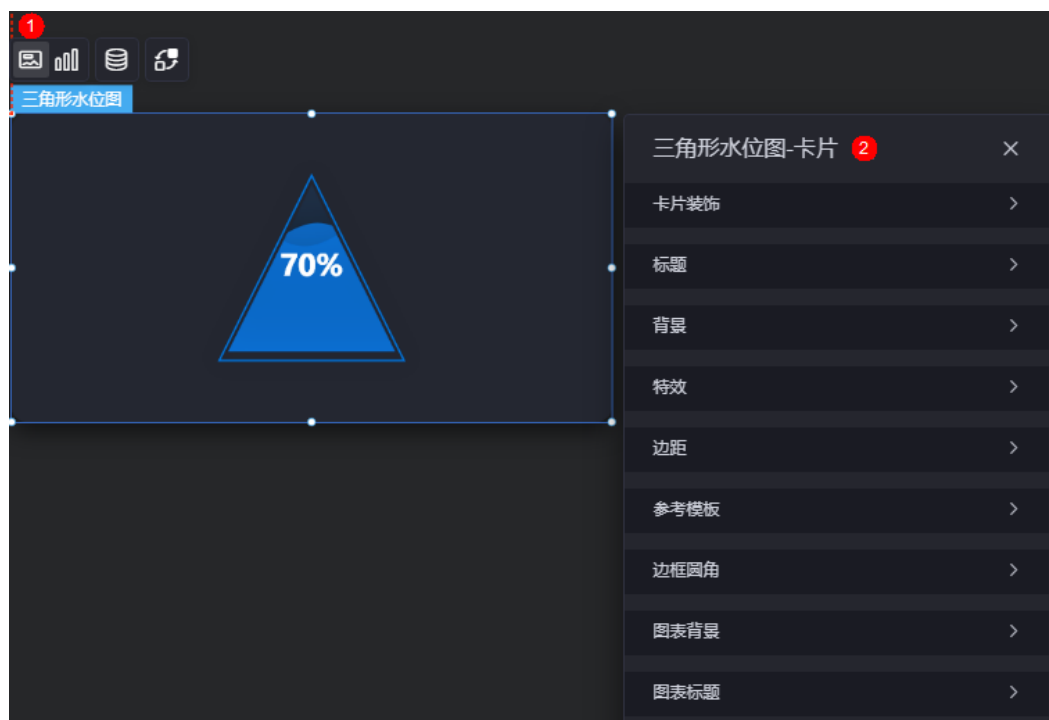 1
三角形水位图
70%
三角形水位图-卡片 2
卡片装饰
标题
背景
特效
边距
参考模板
边框圆角
图表背景
图表标题